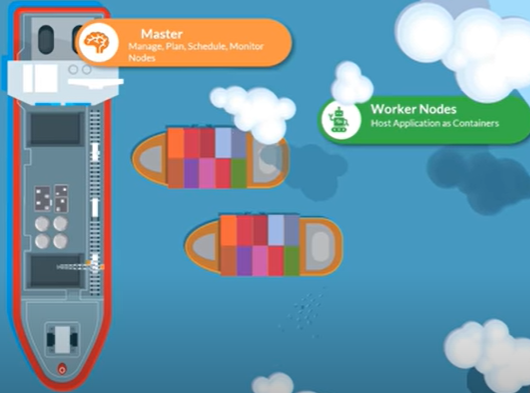 Master
Manage, Plan, Schedule, Monitor
Nodes
Worker Nodes
Host Application as Containers